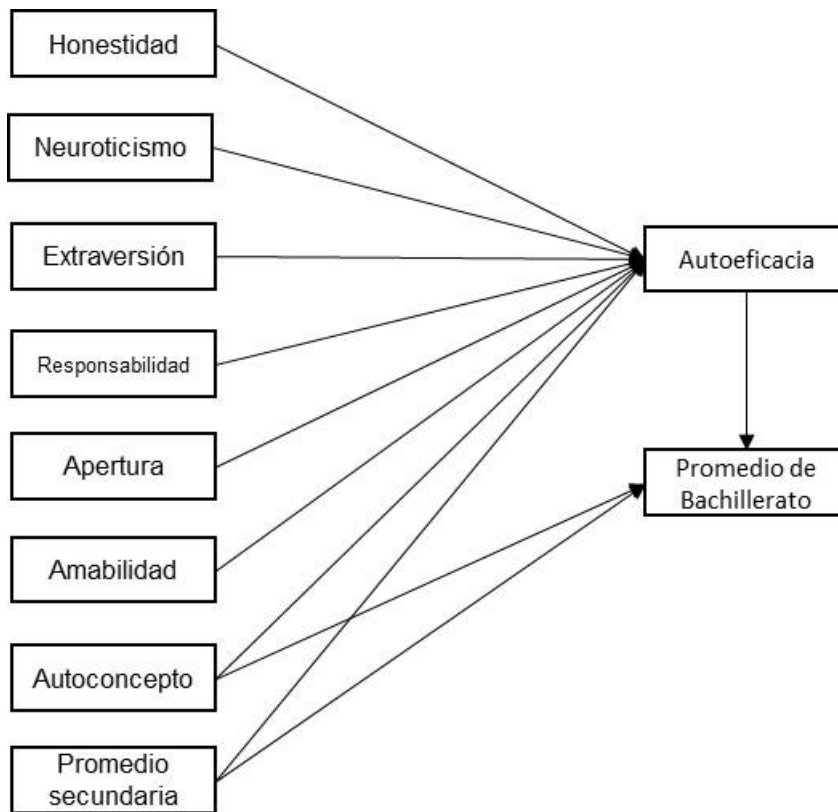 Honestidad
Neuroticismo
Extraversión
Responsabilidad
Apertura
Amabilidad
Autoconcepto
Promedio
secundaria
Autoeficacia
Promedio de
Bachillerato